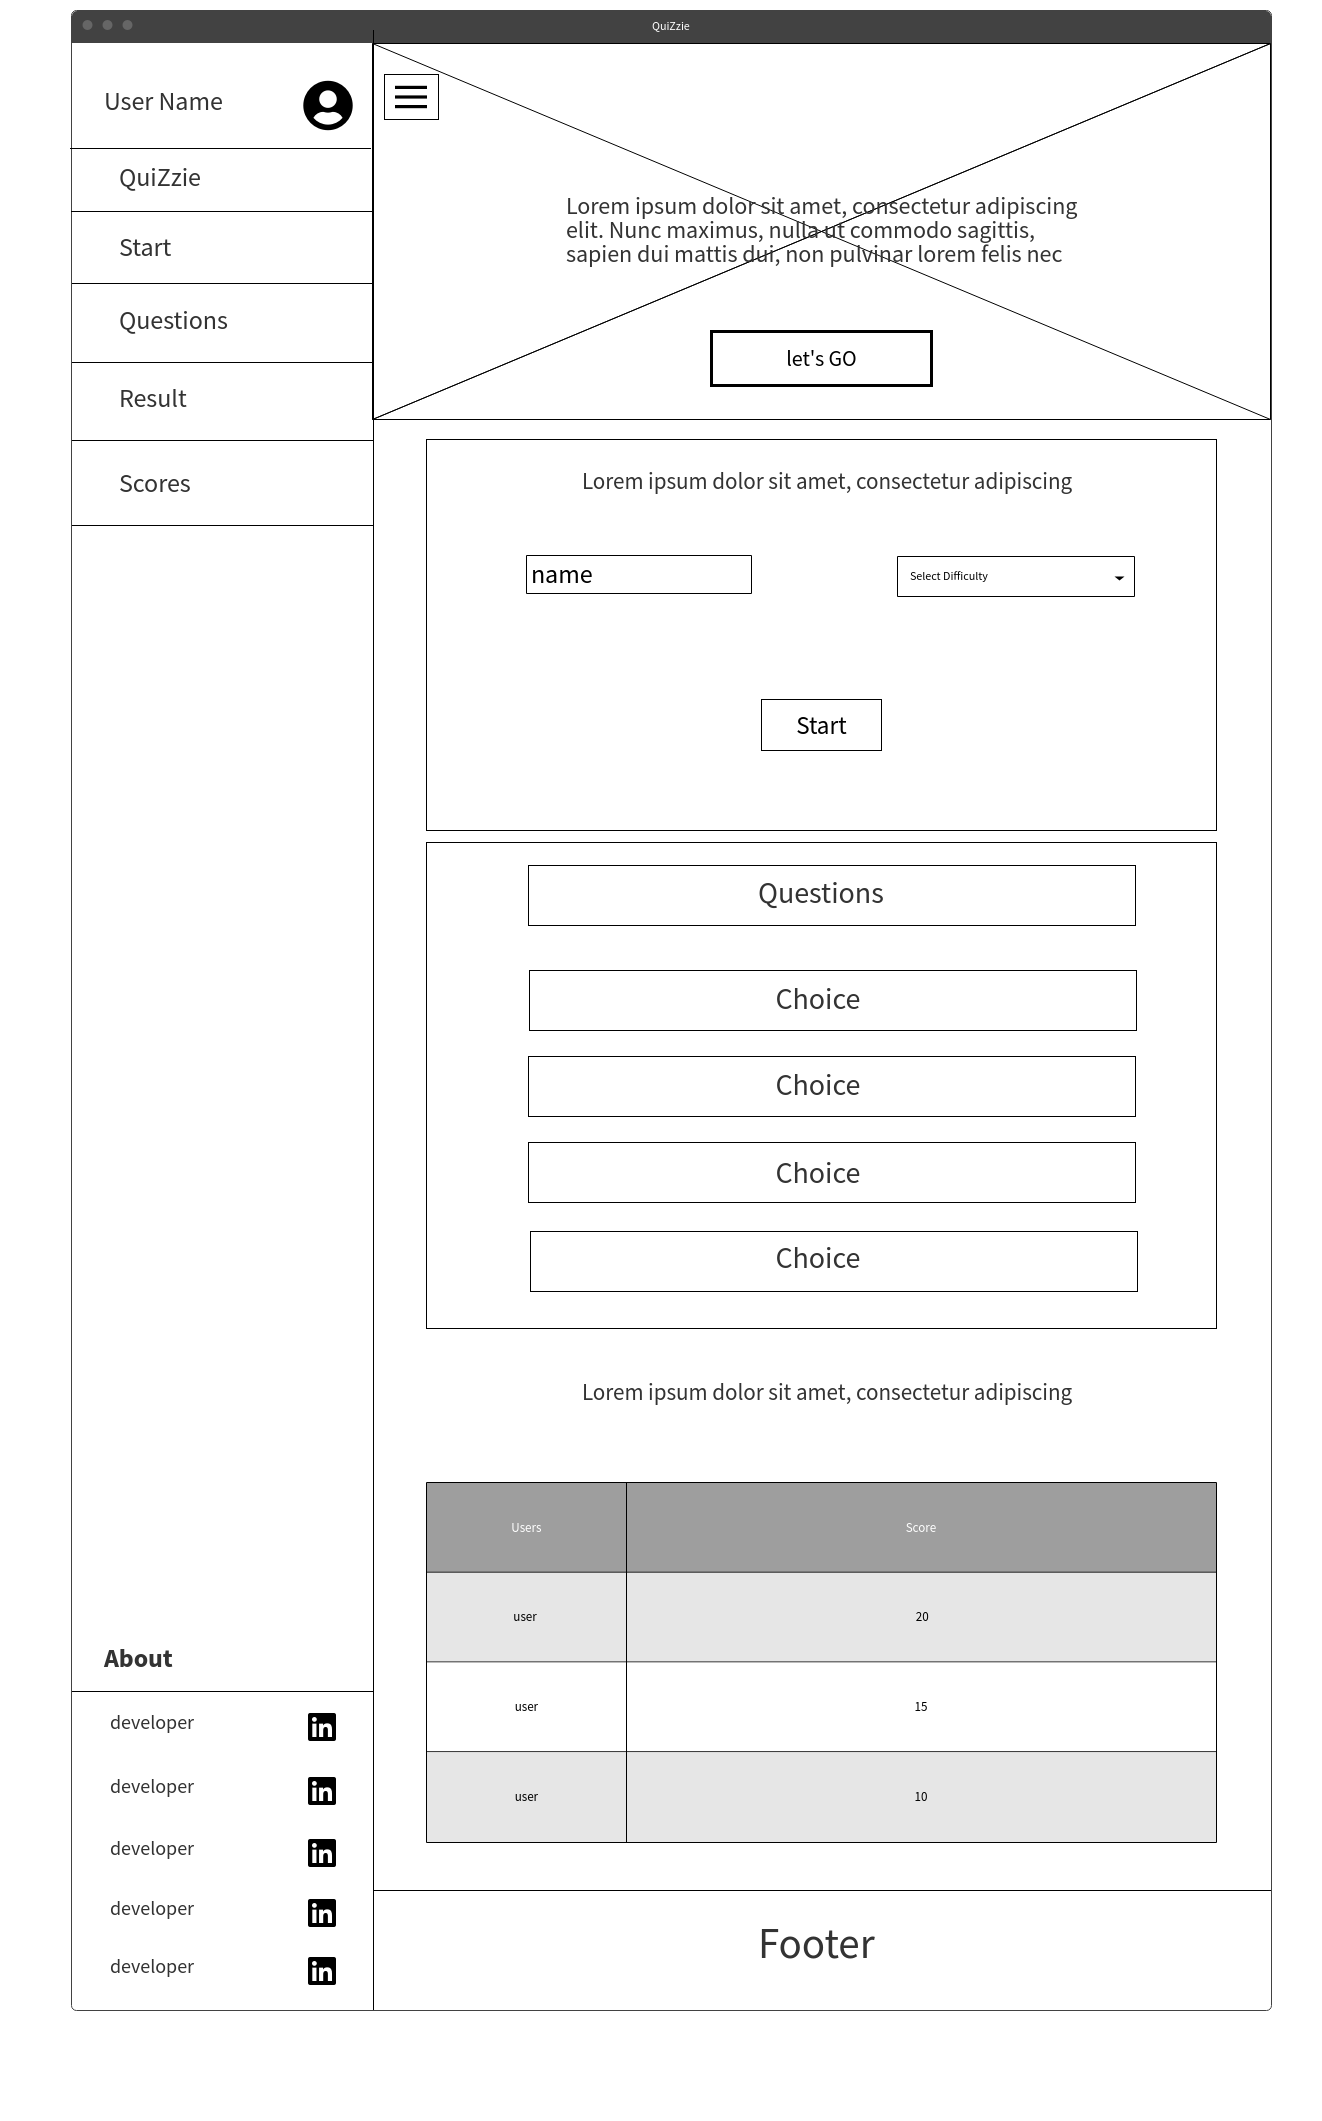 QuiZzie
User Name
QuiZzie
Start
Questions
Result
Scores
About
developer
developer
developer
developer
developer
Lorem ipsum dolor sit amet, consectetur adipiscing
elit. Nunc maximus, nulla ut commodo sagittis,
sapien dui mattis dui, non pulvinar lorem felis nec
let's GO
Lorem ipsum dolor sit amet, consectetur adipiscing
name
Select Difficulty
Start
Questions
Choice
Choice
Choice
Choice
Lorem ipsum dolor sit amet, consectetur adipiscing
Users Score
user 20
user 15
user 10
Footer